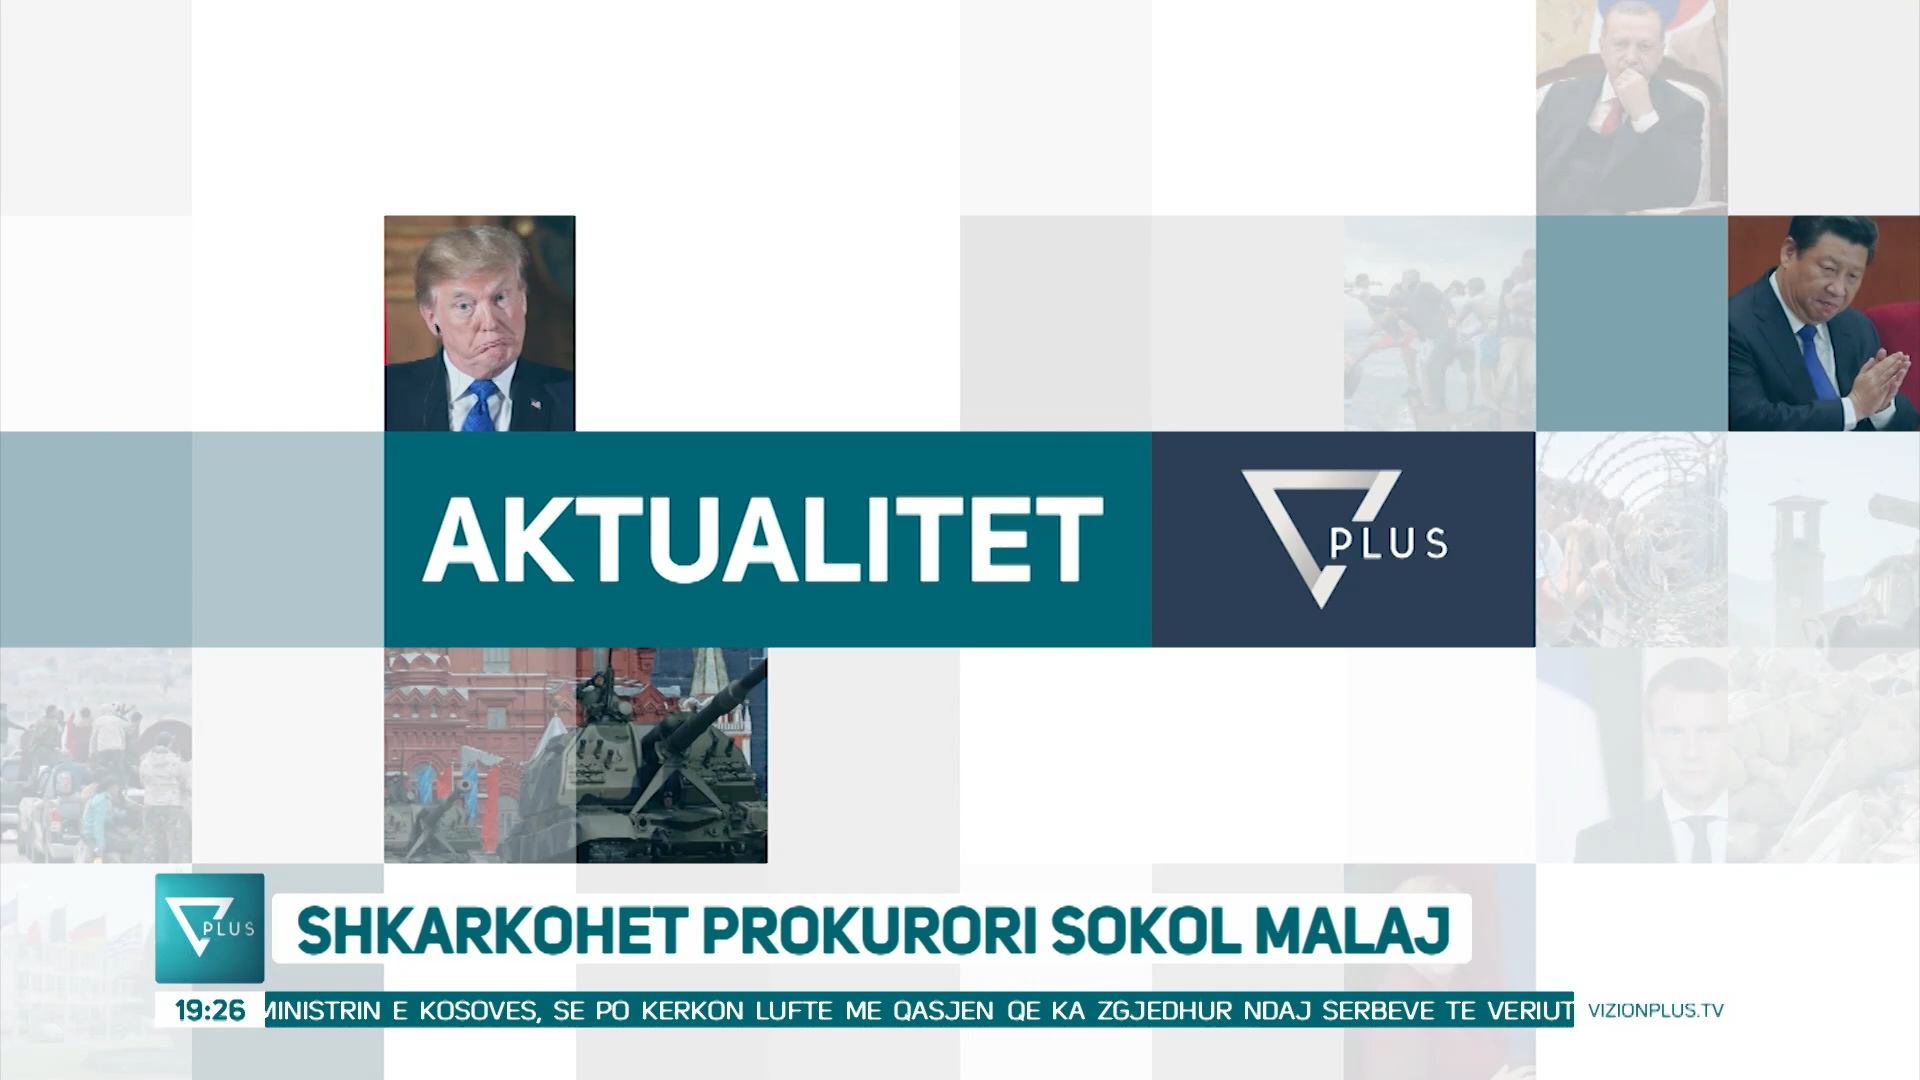 AKTUALITET
PLUS
PLUS
SHKARKOHET PROKURORI SOKOL MALAJ
19:26
MINISTRIN E KOSOVES, SE PO KERKON LUFTE ME QASJEN QE KA ZGJEDHUR NDAJ SERBEVE TE VERIUT
VIZIONPLUS.TV